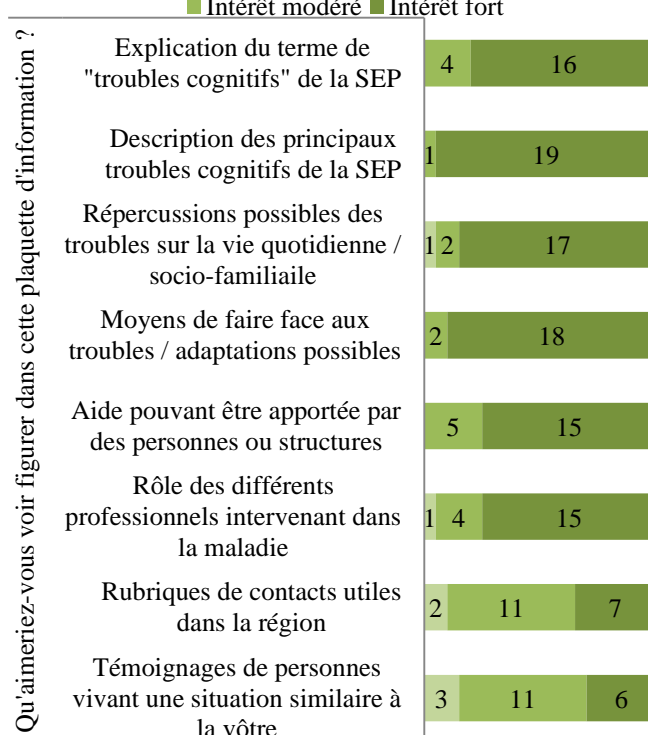 Intérêt modéré Intérêt fort
Qu'aimeriez-vous voir figurer dans cette plaquette d'information ?
Explication du terme de
"troubles cognitifs" de la SEP
4 16
Description des principaux
troubles cognitifs de la SEP
1 19
Répercussions possibles des
troubles sur la vie quotidienne /
socio-familiaile
1 2 17
Moyens de faire face aux
troubles / adaptations possibles
2 18
Aide pouvant être apportée par
des personnes ou structures
5 15
Rôle des différents
professionnels intervenant dans
la maladie
1 4 15
Rubriques de contacts utiles
dans la région
2 11 7
Témoignages de personnes
vivant une situation similaire à
la vôtre
3 11 6